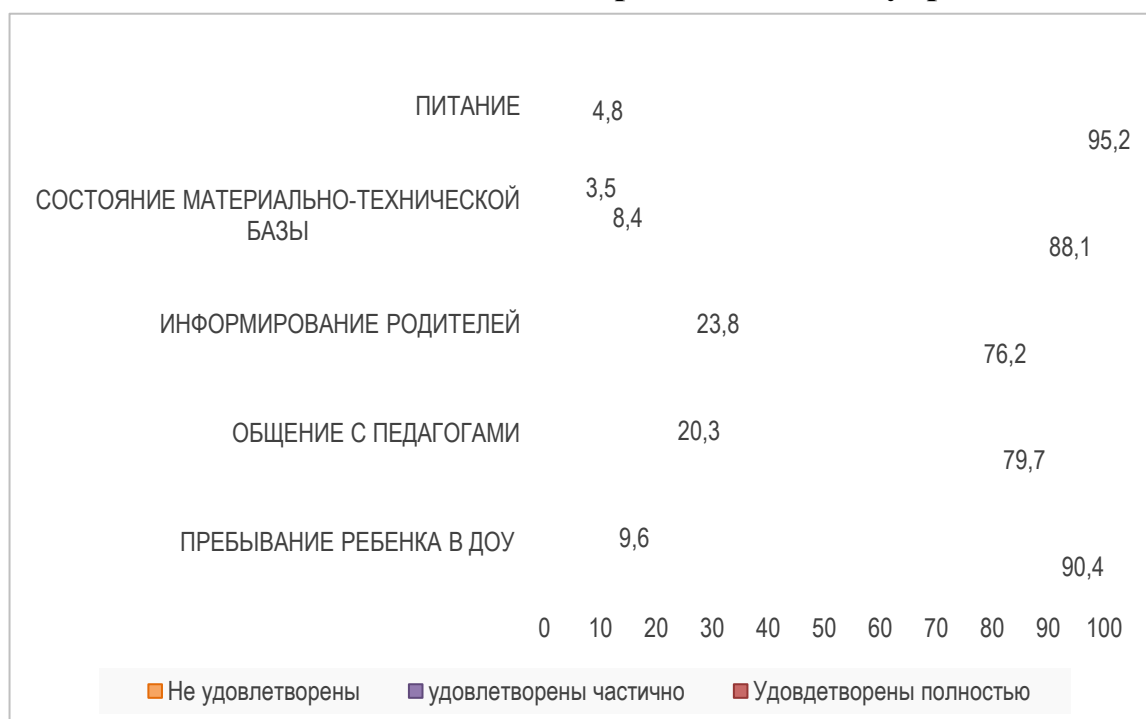 ПИТАНИЕ
4,8
95,2
СОСТОЯНИЕ МАТЕРИАЛЬНО-ТЕХНИЧЕСКОЙ
БАЗЫ
3,5
8,4
88,1
ИНФОРМИРОВАНИЕ РОДИТЕЛЕЙ
23,8
76,2
ОБЩЕНИЕ С ПЕДАГОГАМИ
20,3
79,7
ПРЕБЫВАНИЕ РЕБЕНКА В ДОУ
9,6
90,4
0 10 20 30 40 50 60 70 80 90 100
Не удовлетворены удовлетворены частично Удовдетворены полностью